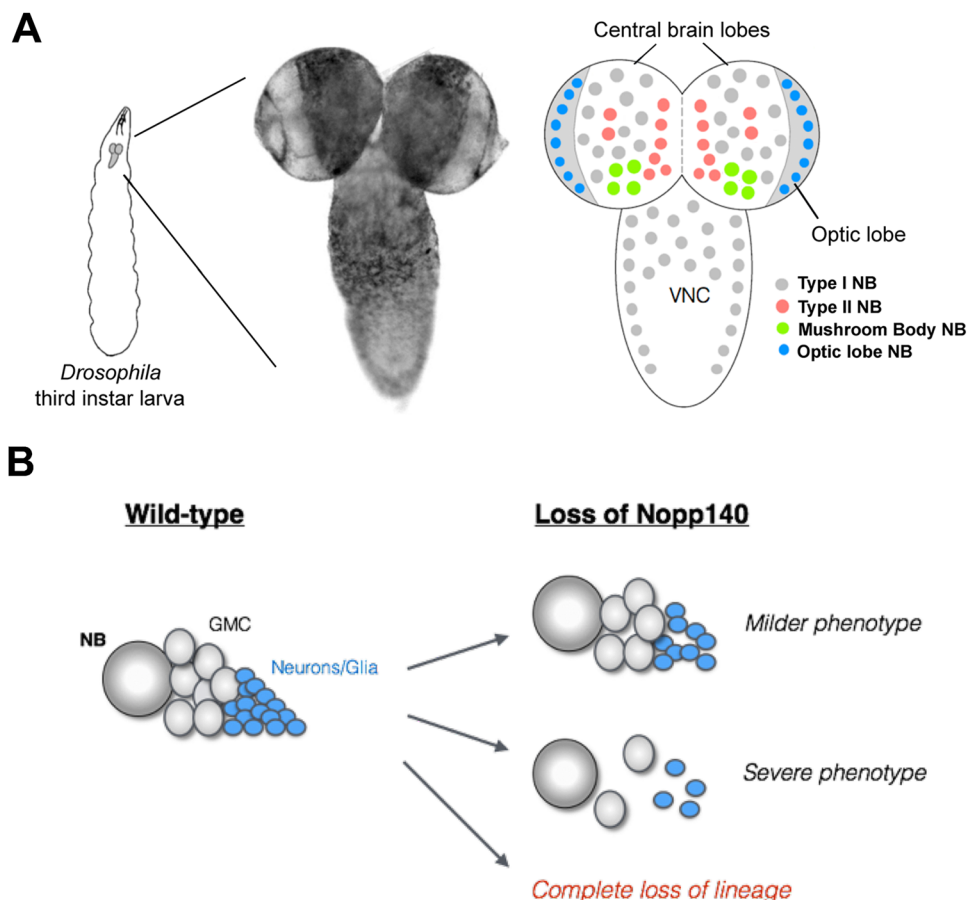 A
Central brain lobes
Optic lobe
VNC
Type I NB
Type II NB
Mushroom Body NB
Optic lobe NB
Drosophila
third instar larva
B
Wild-type
Loss of Nopp140
NB
GMC
Neurons/Glia
Milder phenotype
Severe phenotype
Complete loss of lineage